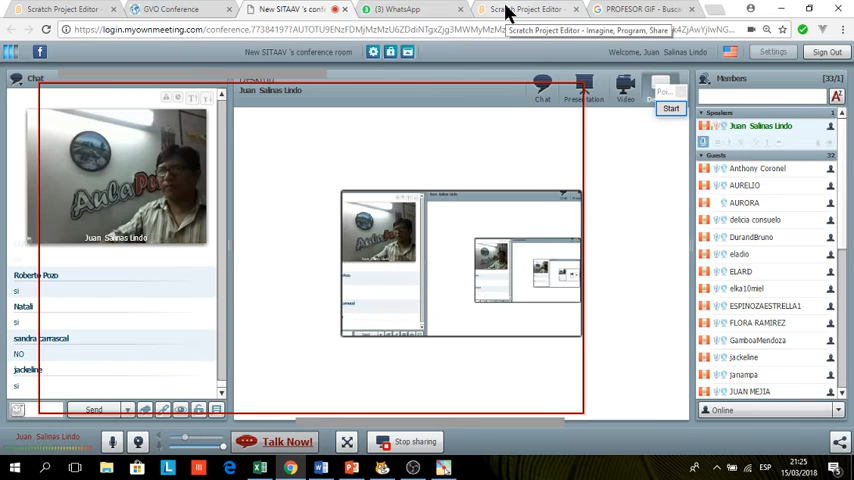 Scratch Project Editor -
GVO Conference
New SITAAV 's conf
(3) WhatsApp
Scratch Project Editor -
PROFESOR GIF - Busca
Scratch Project Editor - Imagine, Program, Share
https://login.myownmeeting.com
New SITAAV 's conference room
Welcome, Juan Salinas Lindo
Settings
Sign Out
Chat
Juan Salinas Lindo
Chat
Presentation
Video
Poi...
Start
Members
[33/1]
Speakers
1
Juan Salinas Lindo
Guests
32
Anthony Coronel
AURELIO
AURORA
delicia consuelo
DurandBruno
eladio
ELARD
elka10miel
ESPINOZAESTRELLA1
FLORA RAMIREZ
GamboaMendoza
jackeline
janampa
JUAN MEJIA
Juan Salinas Lindo
Roberto Pozo
si
Natali
si
sandra carrascal
NO
jackeline
si
Send
Online
Juan Salinas Lindo
Talk Now!
Stop sharing
ESP
21:25
15/03/2018